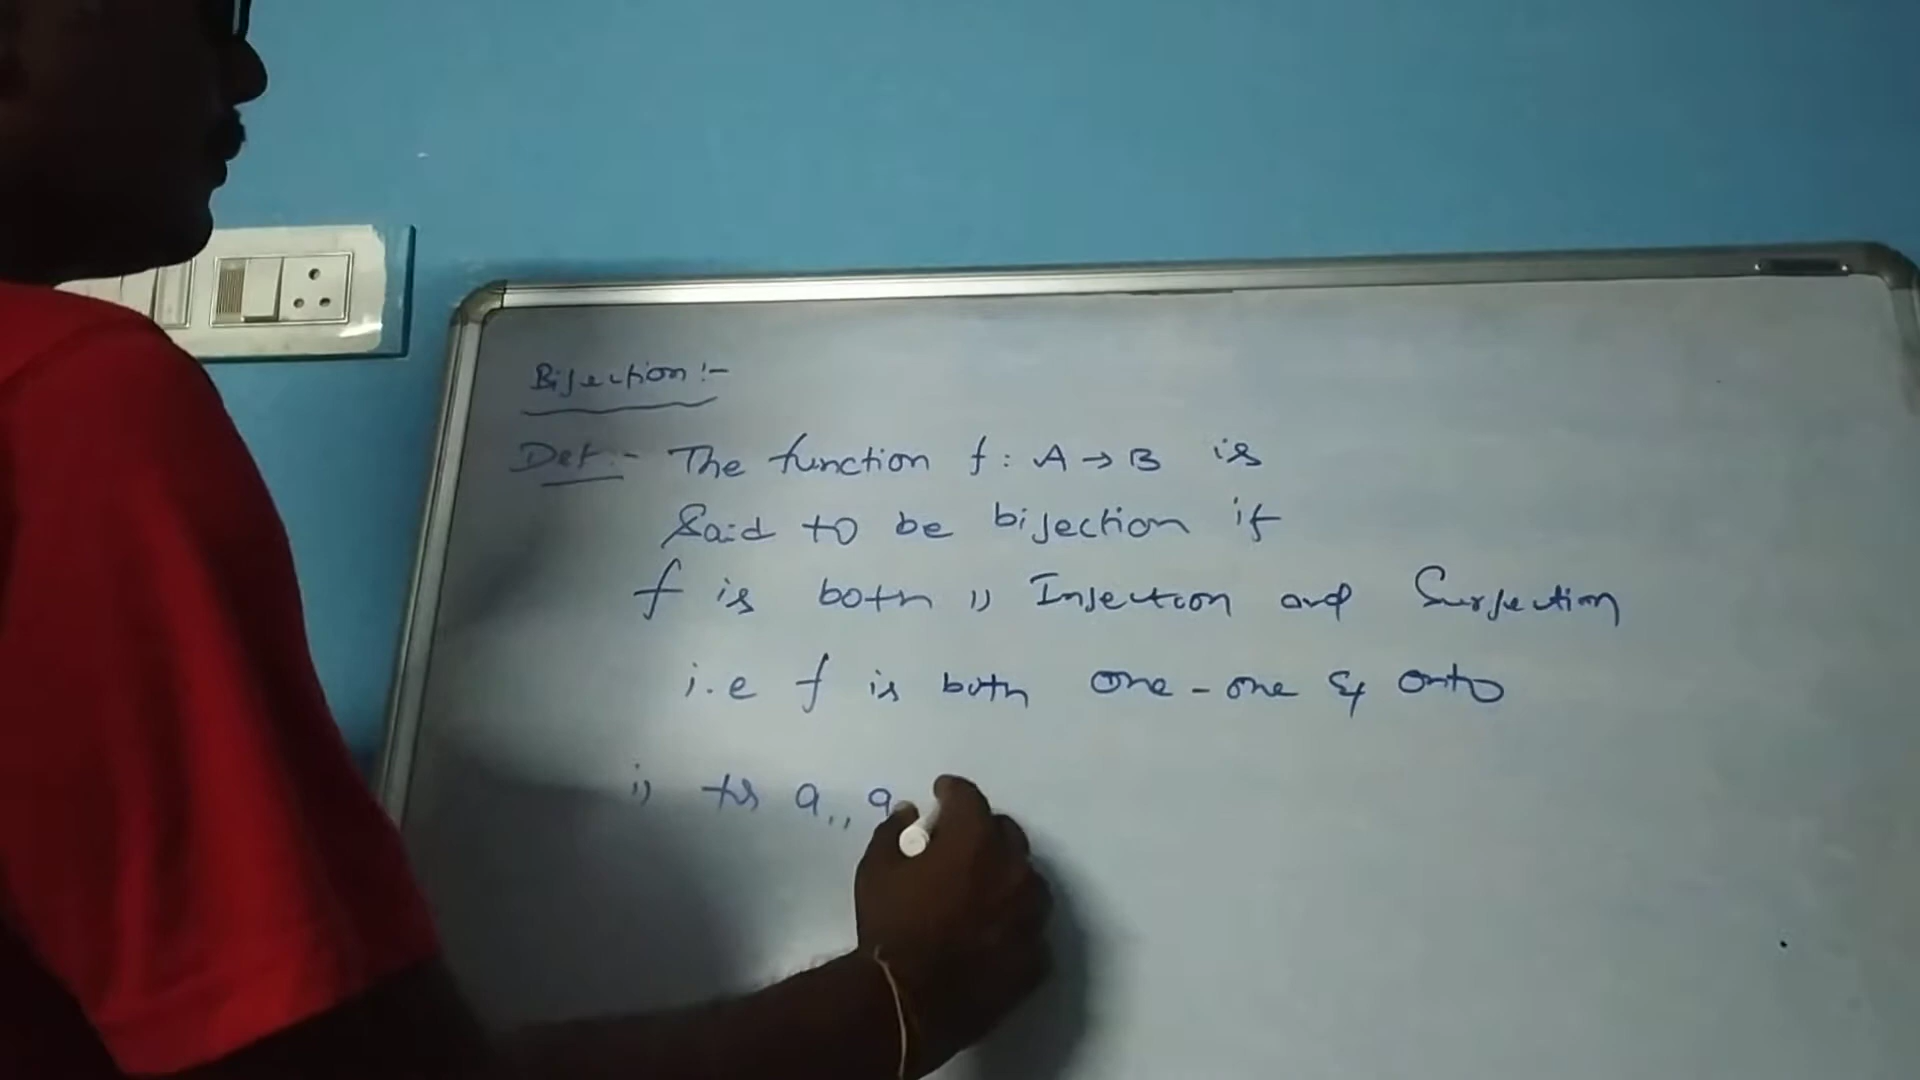 Bijection :-
Def :- The function f : A → B is
said to be bijection if
f is both i) Injection and Surjection
i.e f is both one-one & onto
i) for a₁, a